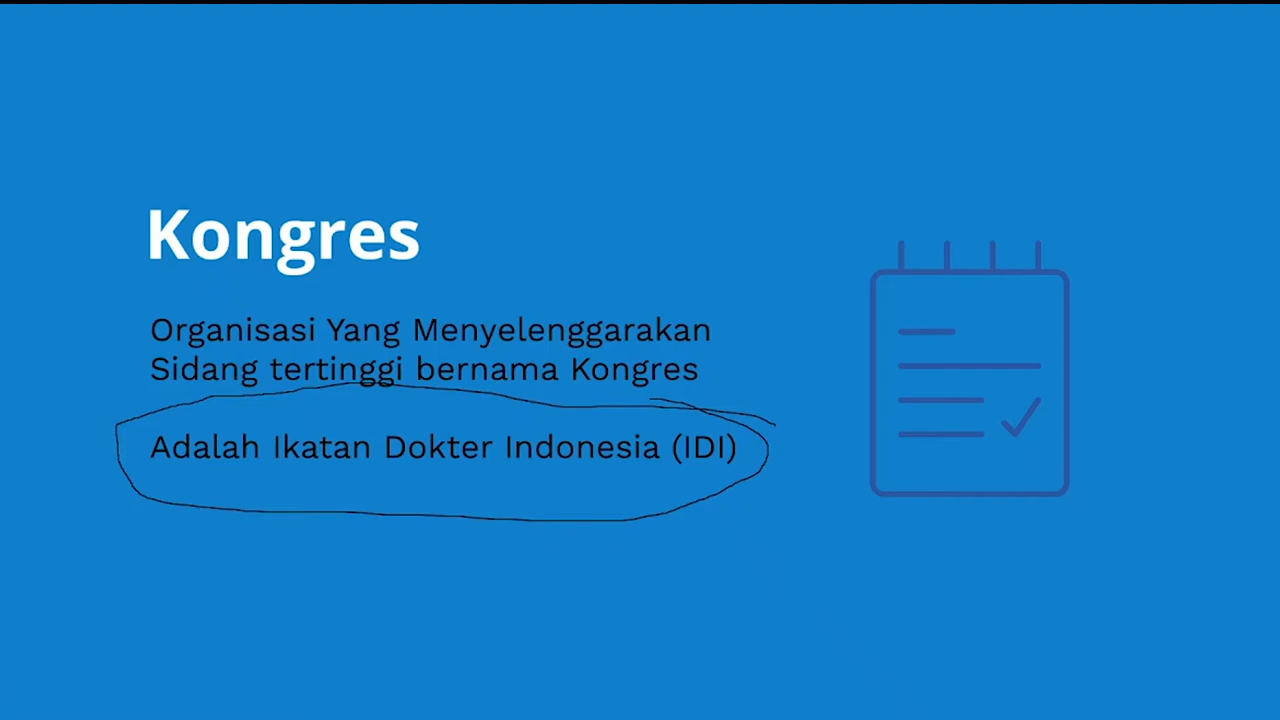 Kongres
Organisasi Yang Menyelenggarakan
Sidang tertinggi bernama Kongres
Adalah Ikatan Dokter Indonesia (IDI)